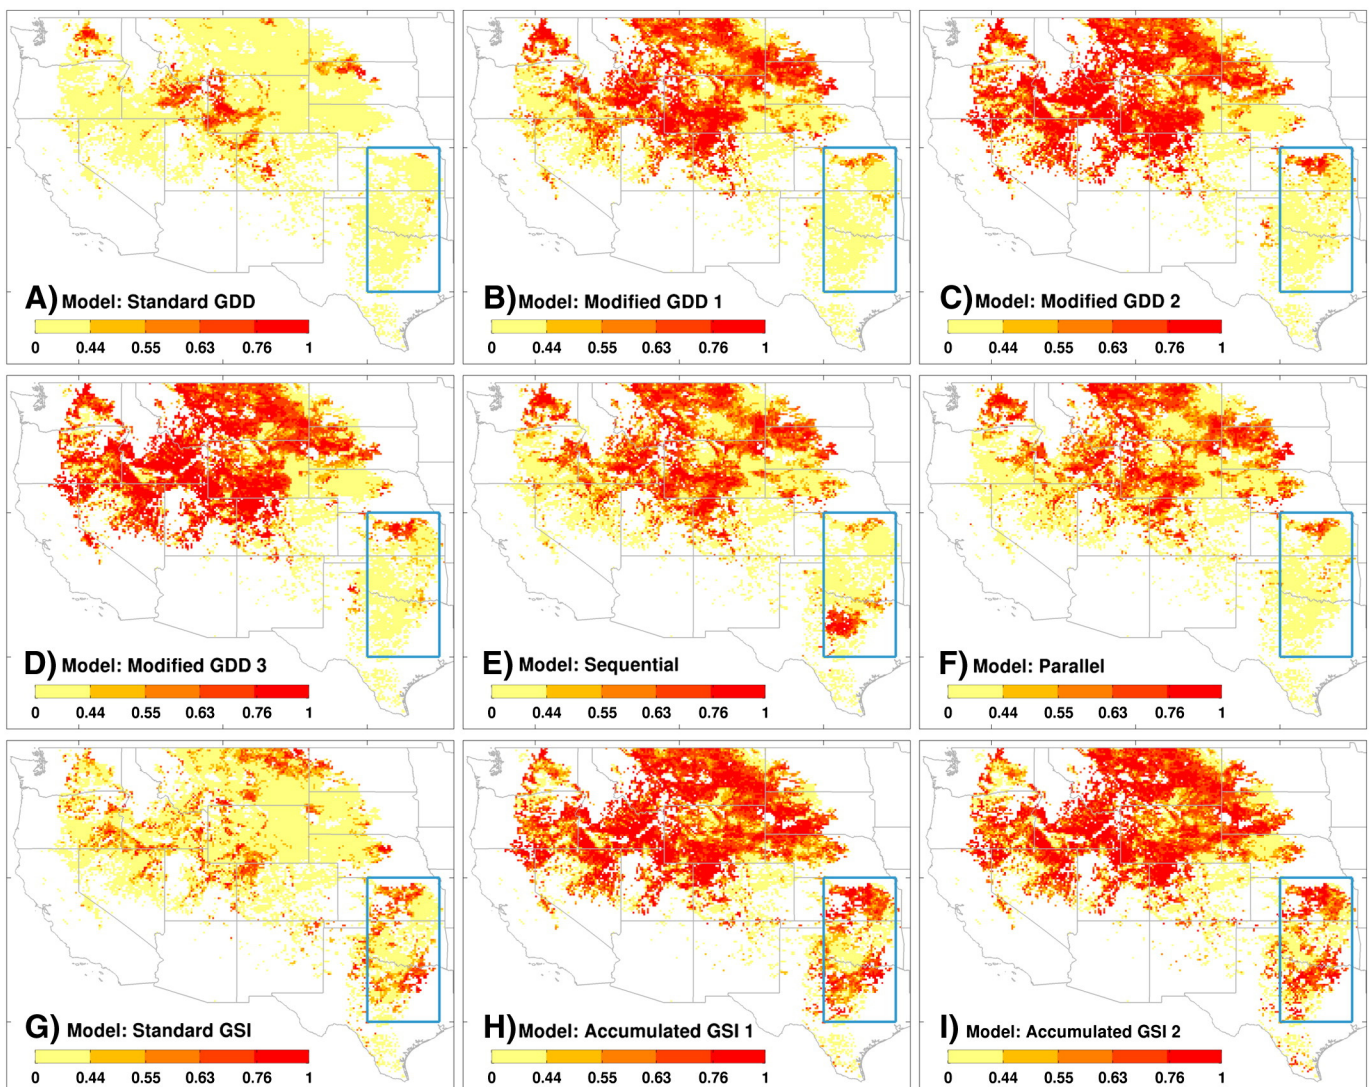 A) Model: Standard GDD
0 0.44 0.55 0.63 0.76 1
B) Model: Modified GDD 1
0 0.44 0.55 0.63 0.76 1
C) Model: Modified GDD 2
0 0.44 0.55 0.63 0.76 1
D) Model: Modified GDD 3
0 0.44 0.55 0.63 0.76 1
E) Model: Sequential
0 0.44 0.55 0.63 0.76 1
F) Model: Parallel
0 0.44 0.55 0.63 0.76 1
G) Model: Standard GSI
0 0.44 0.55 0.63 0.76 1
H) Model: Accumulated GSI 1
0 0.44 0.55 0.63 0.76 1
I) Model: Accumulated GSI 2
0 0.44 0.55 0.63 0.76 1